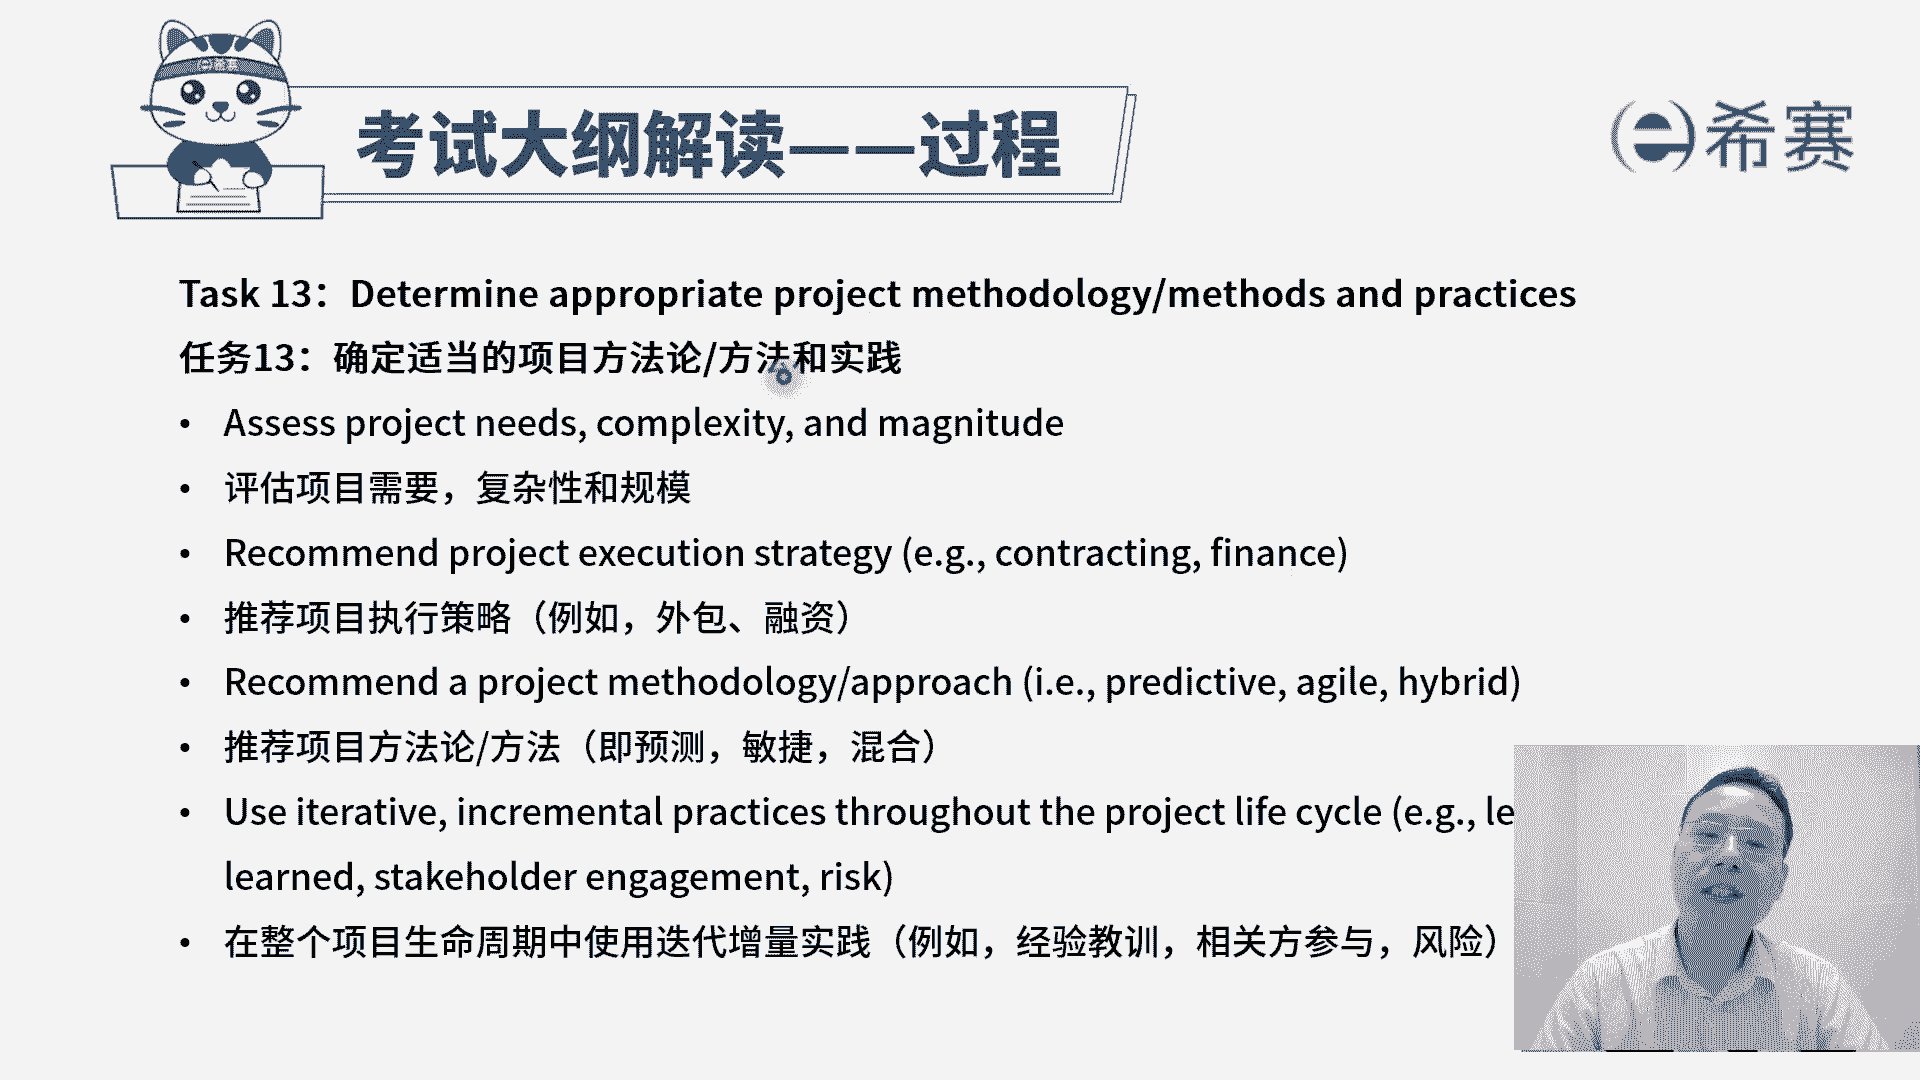 希赛
考试大纲解读——过程
希赛
Task 13：Determine appropriate project methodology/methods and practices
任务13：确定适当的项目方法论/方法和实践
• Assess project needs, complexity, and magnitude
• 评估项目需要，复杂性和规模
• Recommend project execution strategy (e.g., contracting, finance)
• 推荐项目执行策略（例如，外包、融资）
• Recommend a project methodology/approach (i.e., predictive, agile, hybrid)
• 推荐项目方法论/方法（即预测，敏捷，混合）
• Use iterative, incremental practices throughout the project life cycle (e.g., le
learned, stakeholder engagement, risk)
• 在整个项目生命周期中使用迭代增量实践（例如，经验教训，相关方参与，风险）